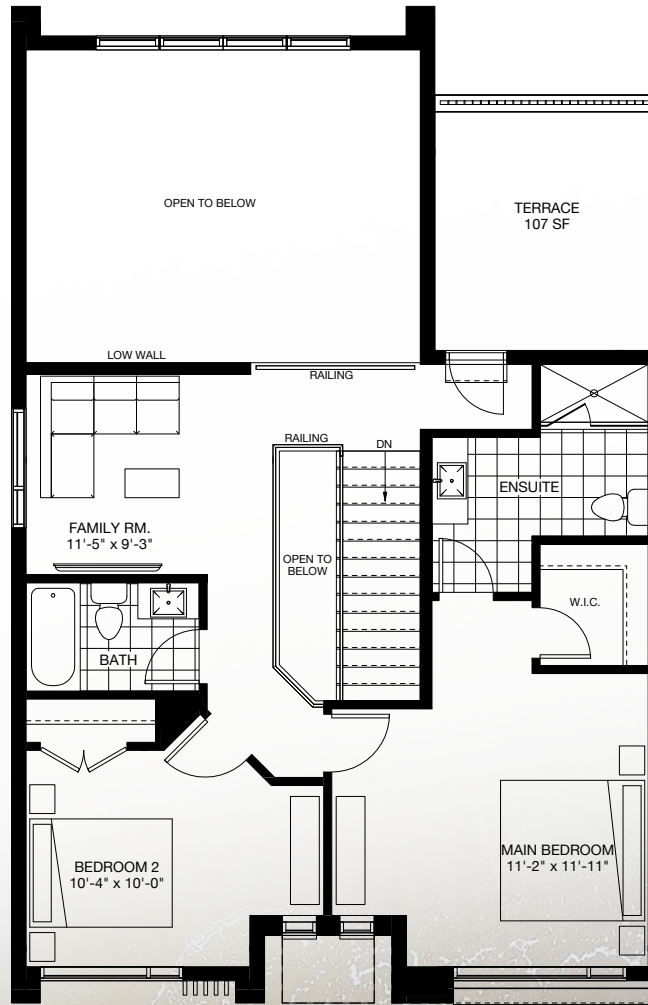 OPEN TO BELOW
TERRACE
107 SF
LOW WALL
RAILING
RAILING
DN
ENSUITE
FAMILY RM.
11'-5" x 9'-3"
OPEN TO
BELOW
W.I.C.
BATH
MAIN BEDROOM
11'-2" x 11'-11"
BEDROOM 2
10'-4" x 10'-0"